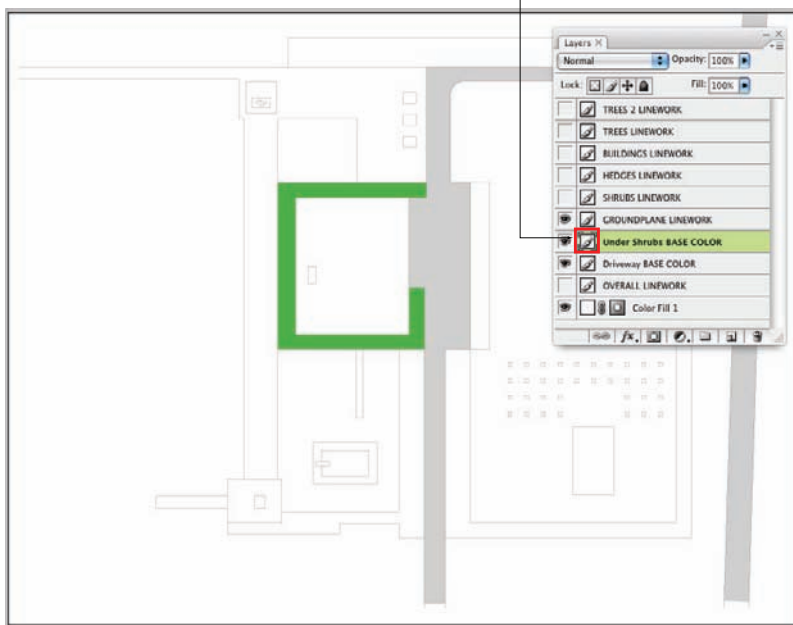 Layers ×
Normal Opacity: 100%
Lock: Fill: 100%
TREES 2 LINEWORK
TREES LINEWORK
BUILDINGS LINEWORK
HEDGES LINEWORK
SHRUBS LINEWORK
GROUNDPLANE LINEWORK
Under Shrubs BASE COLOR
Driveway BASE COLOR
OVERALL LINEWORK
Color Fill 1
fx.